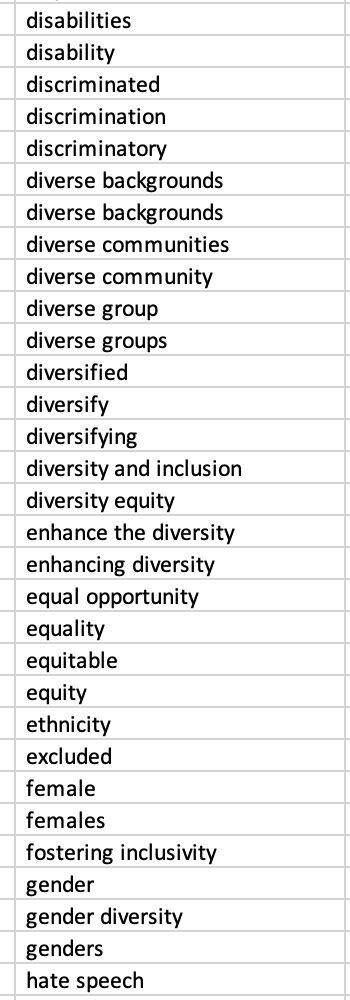 disabilities
disability
discriminated
discrimination
discriminatory
diverse backgrounds
diverse backgrounds
diverse communities
diverse community
diverse group
diverse groups
diversified
diversify
diversifying
diversity and inclusion
diversity equity
enhance the diversity
enhancing diversity
equal opportunity
equality
equitable
equity
ethnicity
excluded
female
females
fostering inclusivity
gender
gender diversity
genders
hate speech